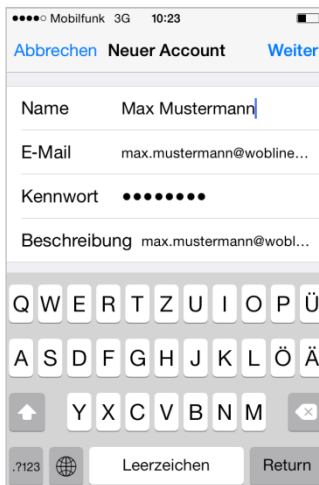 Mobilfunk 3G 10:23
Abbrechen Neuer Account Weiter
Name Max Mustermann
E-Mail max.mustermann@wobline...
Kennwort ●●●●●●●●
Beschreibung max.mustermann@wobl...
Q W E R T Z U I O P Ü
A S D F G H J K L Ö Ä
Y X C V B N M
.?123 Leerzeichen Return